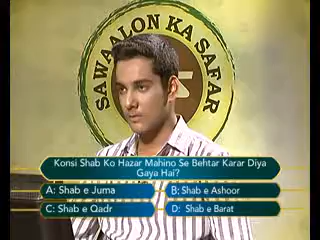 SAWAALON KA SAFAR
Konsi Shab Ko Hazar Mahino Se Behtar Karar Diya
Gaya Hai?
A: Shab e Juma
B: Shab e Ashoor
C: Shab e Qadr
D: Shab e Barat